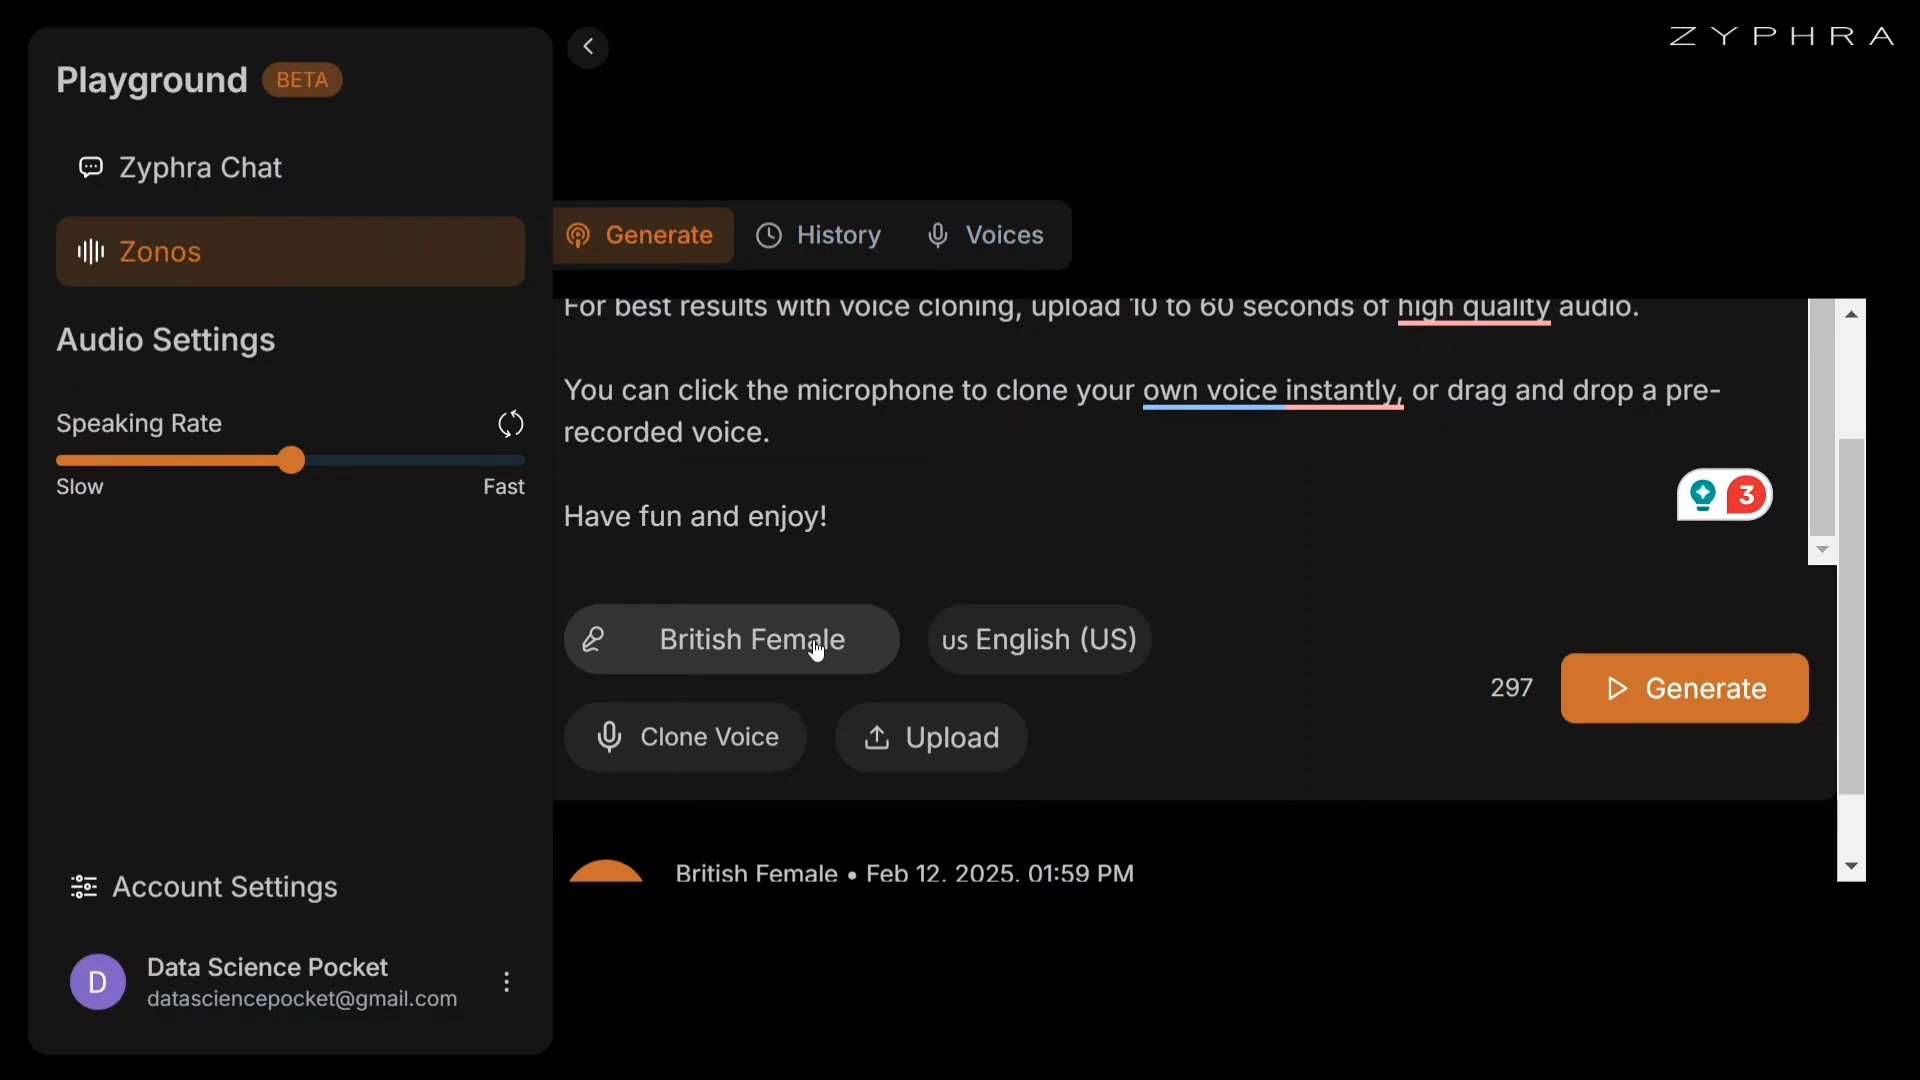 ZYPHRA
Playground BETA
Zyphra Chat
Zonos
Audio Settings
Speaking Rate
Slow Fast
Account Settings
D
Data Science Pocket
datasciencepocket@gmail.com
Generate History Voices
For best results with voice cloning, upload 10 to 60 seconds of high quality audio.
You can click the microphone to clone your own voice instantly, or drag and drop a pre-
recorded voice.
Have fun and enjoy!
3
British Female US English (US)
297 Generate
Clone Voice Upload
British Female • Feb 12, 2025, 01:59 PM